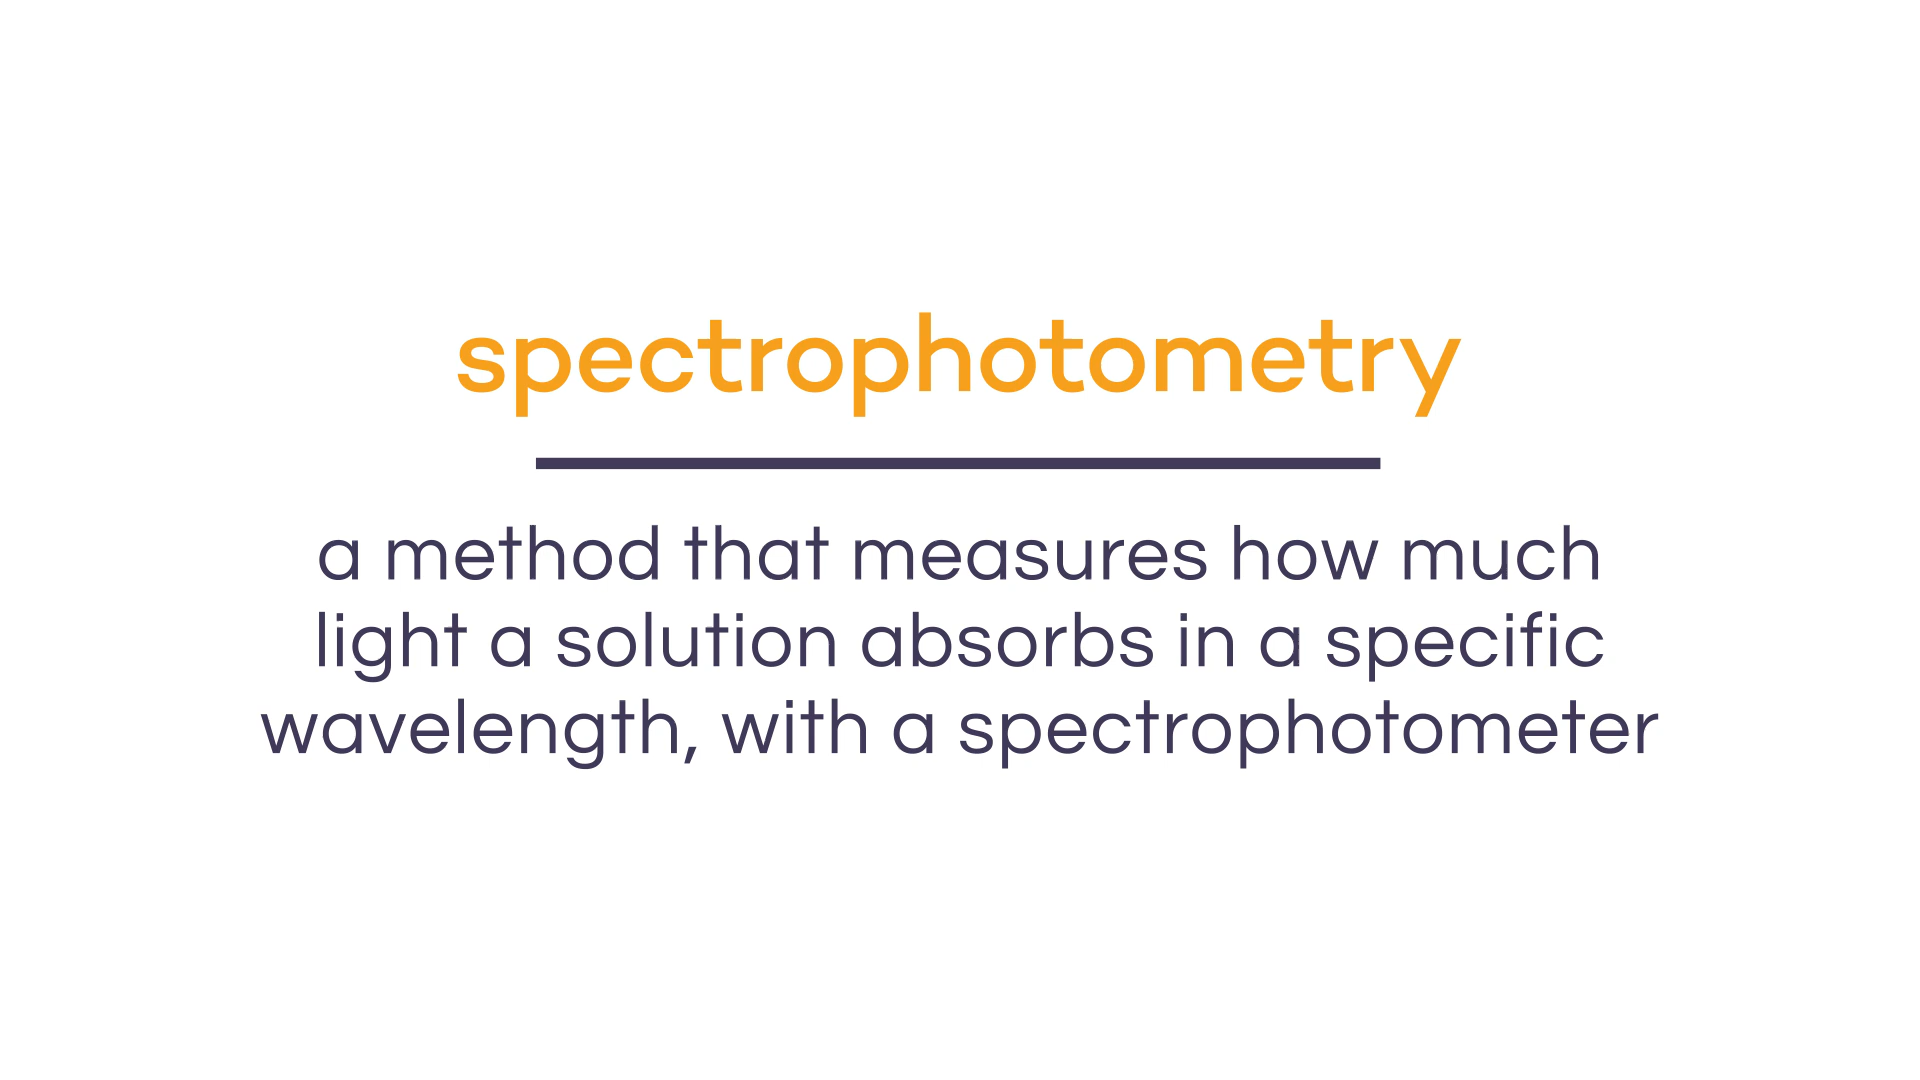 spectrophotometry
a method that measures how much
light a solution absorbs in a specific
wavelength, with a spectrophotometer